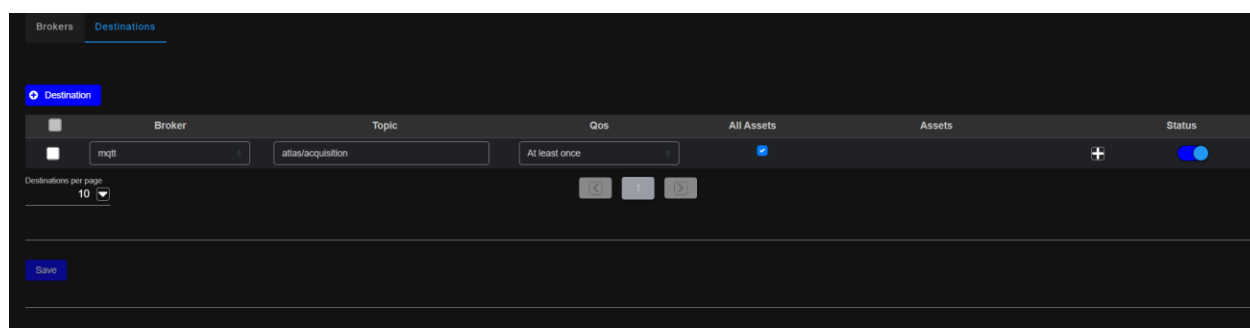 Brokers Destinations
Destination
Broker Topic Qos All Assets Assets Status
mqtt atlas/acquisition At least once
Destinations per page
10
1
Save